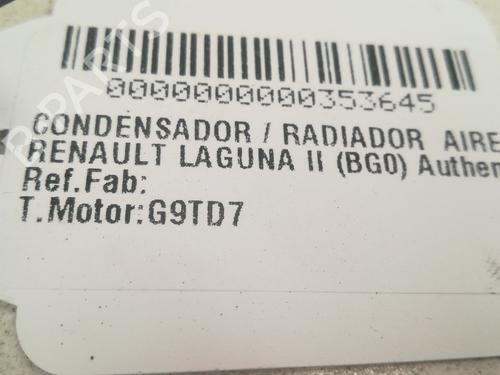 0000000000353645
CONDENSADOR / RADIADOR AIRE
RENAULT LAGUNA II (BG0) Authen
Ref.Fab:
T.Motor:G9TD7
B-PARTS